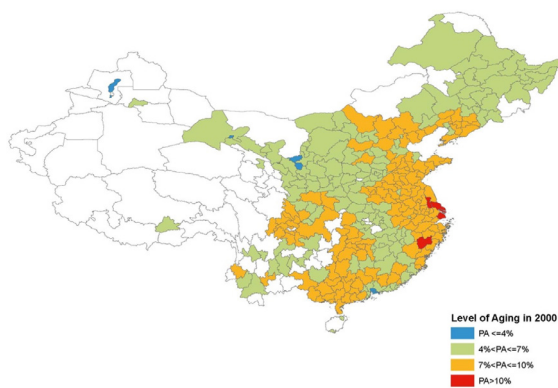 Level of Aging in 2000
PA <=4%
4%<PA<=7%
7%<PA<=10%
PA>10%